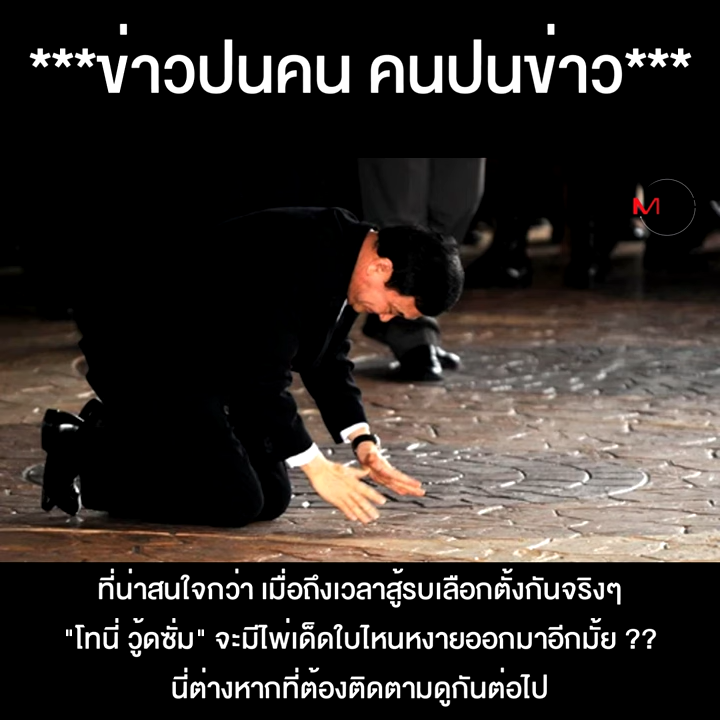 ***ข่าวปนคน คนปนข่าว***
M
ที่น่าสนใจกว่า เมื่อถึงเวลาสู้รบเลือกตั้งกันจริงๆ
"โทนี่ วู้ดซั่ม" จะมีไพ่เด็ดใบไหนหงายออกมาอีกมั้ย ??
นี่ต่างหากที่ต้องติดตามดูกันต่อไป